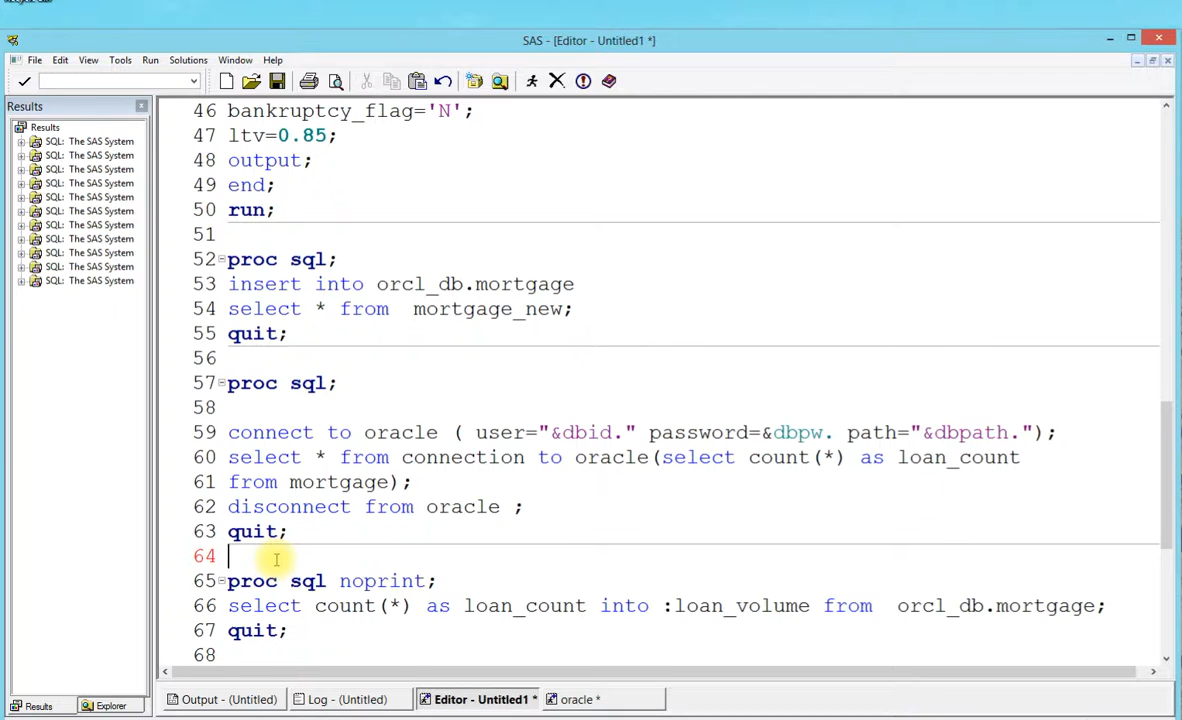 SAS - [Editor - Untitled1 *]
File Edit View Tools Run Solutions Window Help
Results
Results
SQL: The SAS System
SQL: The SAS System
SQL: The SAS System
SQL: The SAS System
SQL: The SAS System
SQL: The SAS System
SQL: The SAS System
SQL: The SAS System
SQL: The SAS System
SQL: The SAS System
SQL: The SAS System
46 bankruptcy_flag='N';
47 ltv=0.85;
48 output;
49 end;
50 run;
51
52 proc sql;
53 insert into orcl_db.mortgage
54 select * from  mortgage_new;
55 quit;
56
57 proc sql;
58
59 connect to oracle ( user="&dbid." password=&dbpw. path="&dbpath.");
60 select * from connection to oracle(select count(*) as loan_count
61 from mortgage);
62 disconnect from oracle ;
63 quit;
64
65 proc sql noprint;
66 select count(*) as loan_count into :loan_volume from  orcl_db.mortgage;
67 quit;
68
Results Explorer
Output - (Untitled) Log - (Untitled) Editor - Untitled1 * oracle *